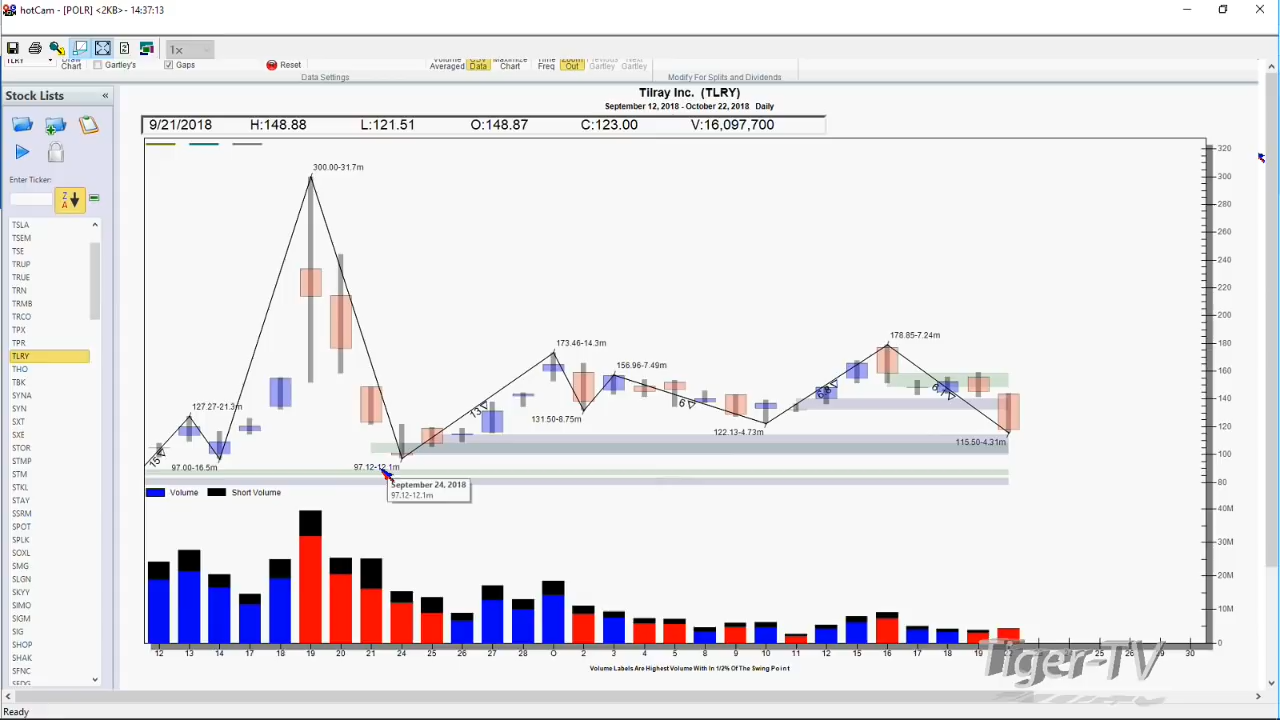 hotCam - [POLR] <2KB> - 14:37:13
1x
TLRY
Draw
Chart
Gartley's
Gaps
Reset
Data Settings
Volume
Averaged
CSV
Data
Maximize
Chart
Time
Freq
Zoom
Out
Previous
Gartley
Next
Gartley
Modify For Splits and Dividends
Stock Lists
Enter Ticker:
TSLA
TSEM
TSE
TRUP
TRUE
TRN
TRMB
TRCO
TPX
TPR
TLRY
THO
TBK
SYNA
SYN
SXT
SXE
STOR
STMP
STM
STKL
STAY
SSRM
SPOT
SPLK
SOXL
SMG
SLGN
SKYY
SIMO
SIGM
SIG
SHOP
SHAK
SFNC
Tilray Inc. (TLRY)
September 12, 2018 - October 22, 2018 Daily
9/21/2018 H:148.88 L:121.51 O:148.87 C:123.00 V:16,097,700
300.00-31.7m
127.27-21.3m
97.00-16.5m
97.12-12.1m
173.46-14.3m
131.50-8.75m
156.96-7.49m
122.13-4.73m
178.85-7.24m
115.50-4.31m
September 24, 2018
97.12-12.1m
320
300
280
260
240
220
200
180
160
140
120
100
80
Volume
Short Volume
40M
30M
20M
10M
0
12 13 14 17 18 19 20 21 24 25 26 27 28 O 2 3 4 5 8 9 10 11 12 15 16 17 18 19 30
Volume Labels Are Highest Volume With In 1/2% Of The Swing Point
Tiger-TV
Ready